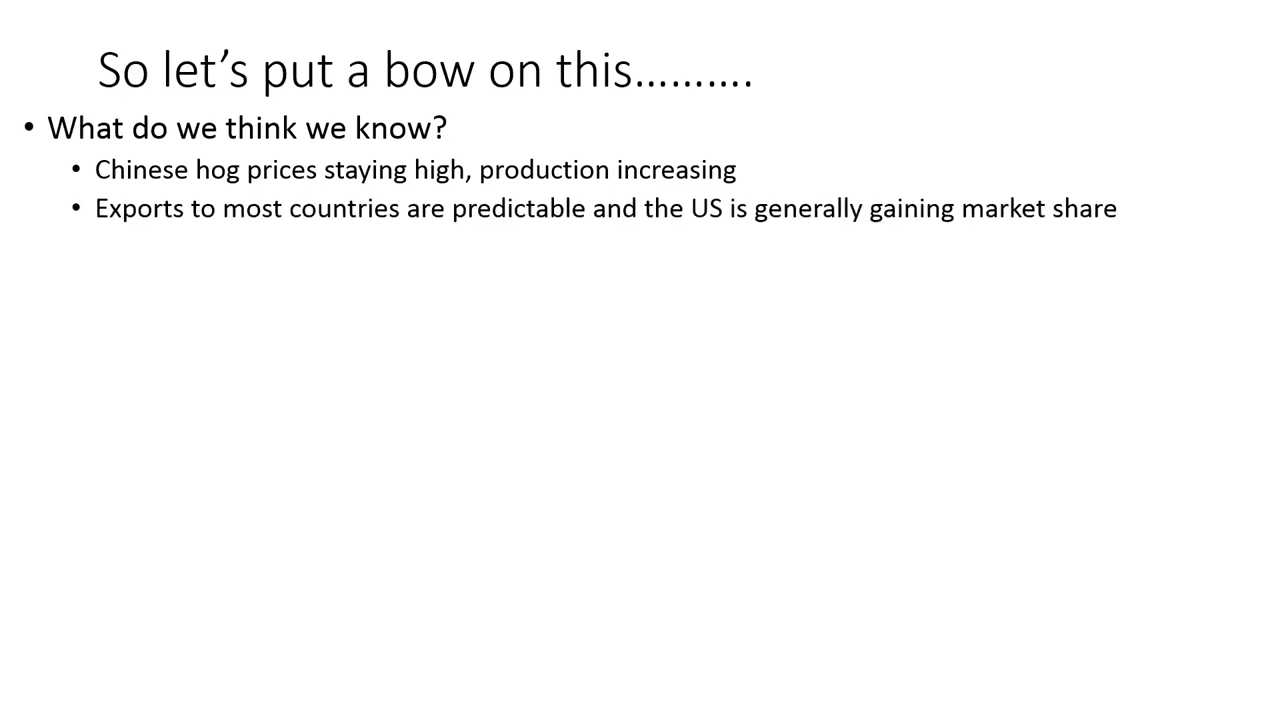 So let’s put a bow on this……….
• What do we think we know?
• Chinese hog prices staying high, production increasing
• Exports to most countries are predictable and the US is generally gaining market share